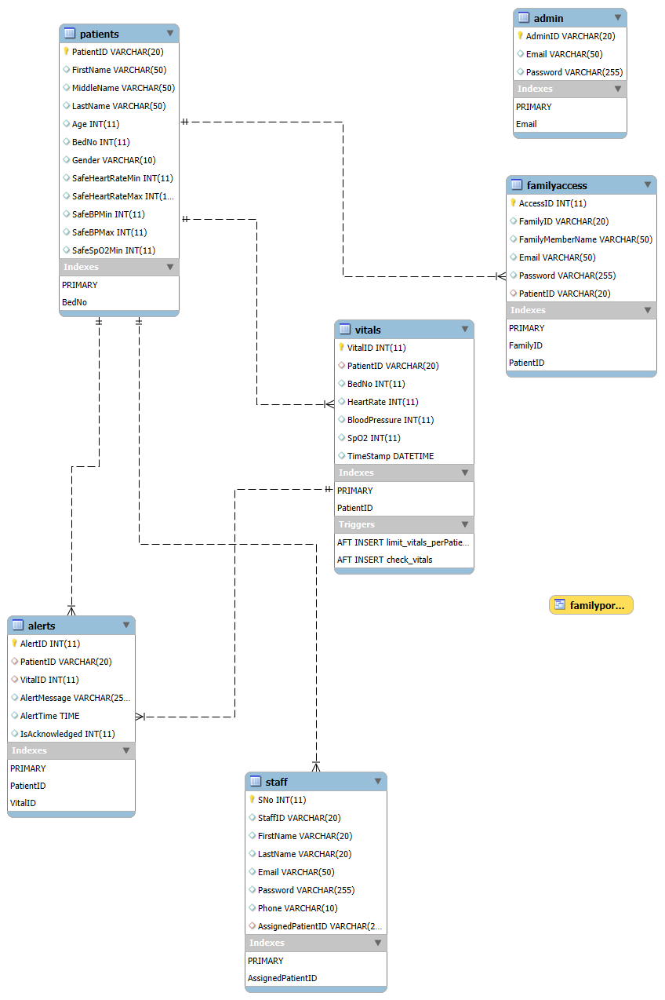 patients
PatientID VARCHAR(20)
FirstName VARCHAR(50)
MiddleName VARCHAR(50)
LastName VARCHAR(50)
Age INT(11)
BedNo INT(11)
Gender VARCHAR(10)
SafeHeartRateMin INT(11)
SafeHeartRateMax INT(1...
SafeBPMin INT(11)
SafeBPMax INT(11)
SafeSpO2Min INT(11)
Indexes
PRIMARY
BedNo
admin
AdminID VARCHAR(20)
Email VARCHAR(50)
Password VARCHAR(255)
Indexes
PRIMARY
Email
familyaccess
AccessID INT(11)
FamilyID VARCHAR(20)
FamilyMemberName VARCHAR(50)
Email VARCHAR(50)
Password VARCHAR(255)
PatientID VARCHAR(20)
Indexes
PRIMARY
FamilyID
PatientID
vitals
VitalID INT(11)
PatientID VARCHAR(20)
BedNo INT(11)
HeartRate INT(11)
BloodPressure INT(11)
SpO2 INT(11)
TimeStamp DATETIME
Indexes
PRIMARY
PatientID
Triggers
AFT INSERT limit_vitals_perPatie...
AFT INSERT check_vitals
familypor...
alerts
AlertID INT(11)
PatientID VARCHAR(20)
VitalID INT(11)
AlertMessage VARCHAR(25...
AlertTime TIME
IsAcknowledged INT(11)
Indexes
PRIMARY
PatientID
VitalID
staff
SNo INT(11)
StaffID VARCHAR(20)
FirstName VARCHAR(20)
LastName VARCHAR(20)
Email VARCHAR(50)
Password VARCHAR(255)
Phone VARCHAR(10)
AssignedPatientID VARCHAR(2...
Indexes
PRIMARY
AssignedPatientID